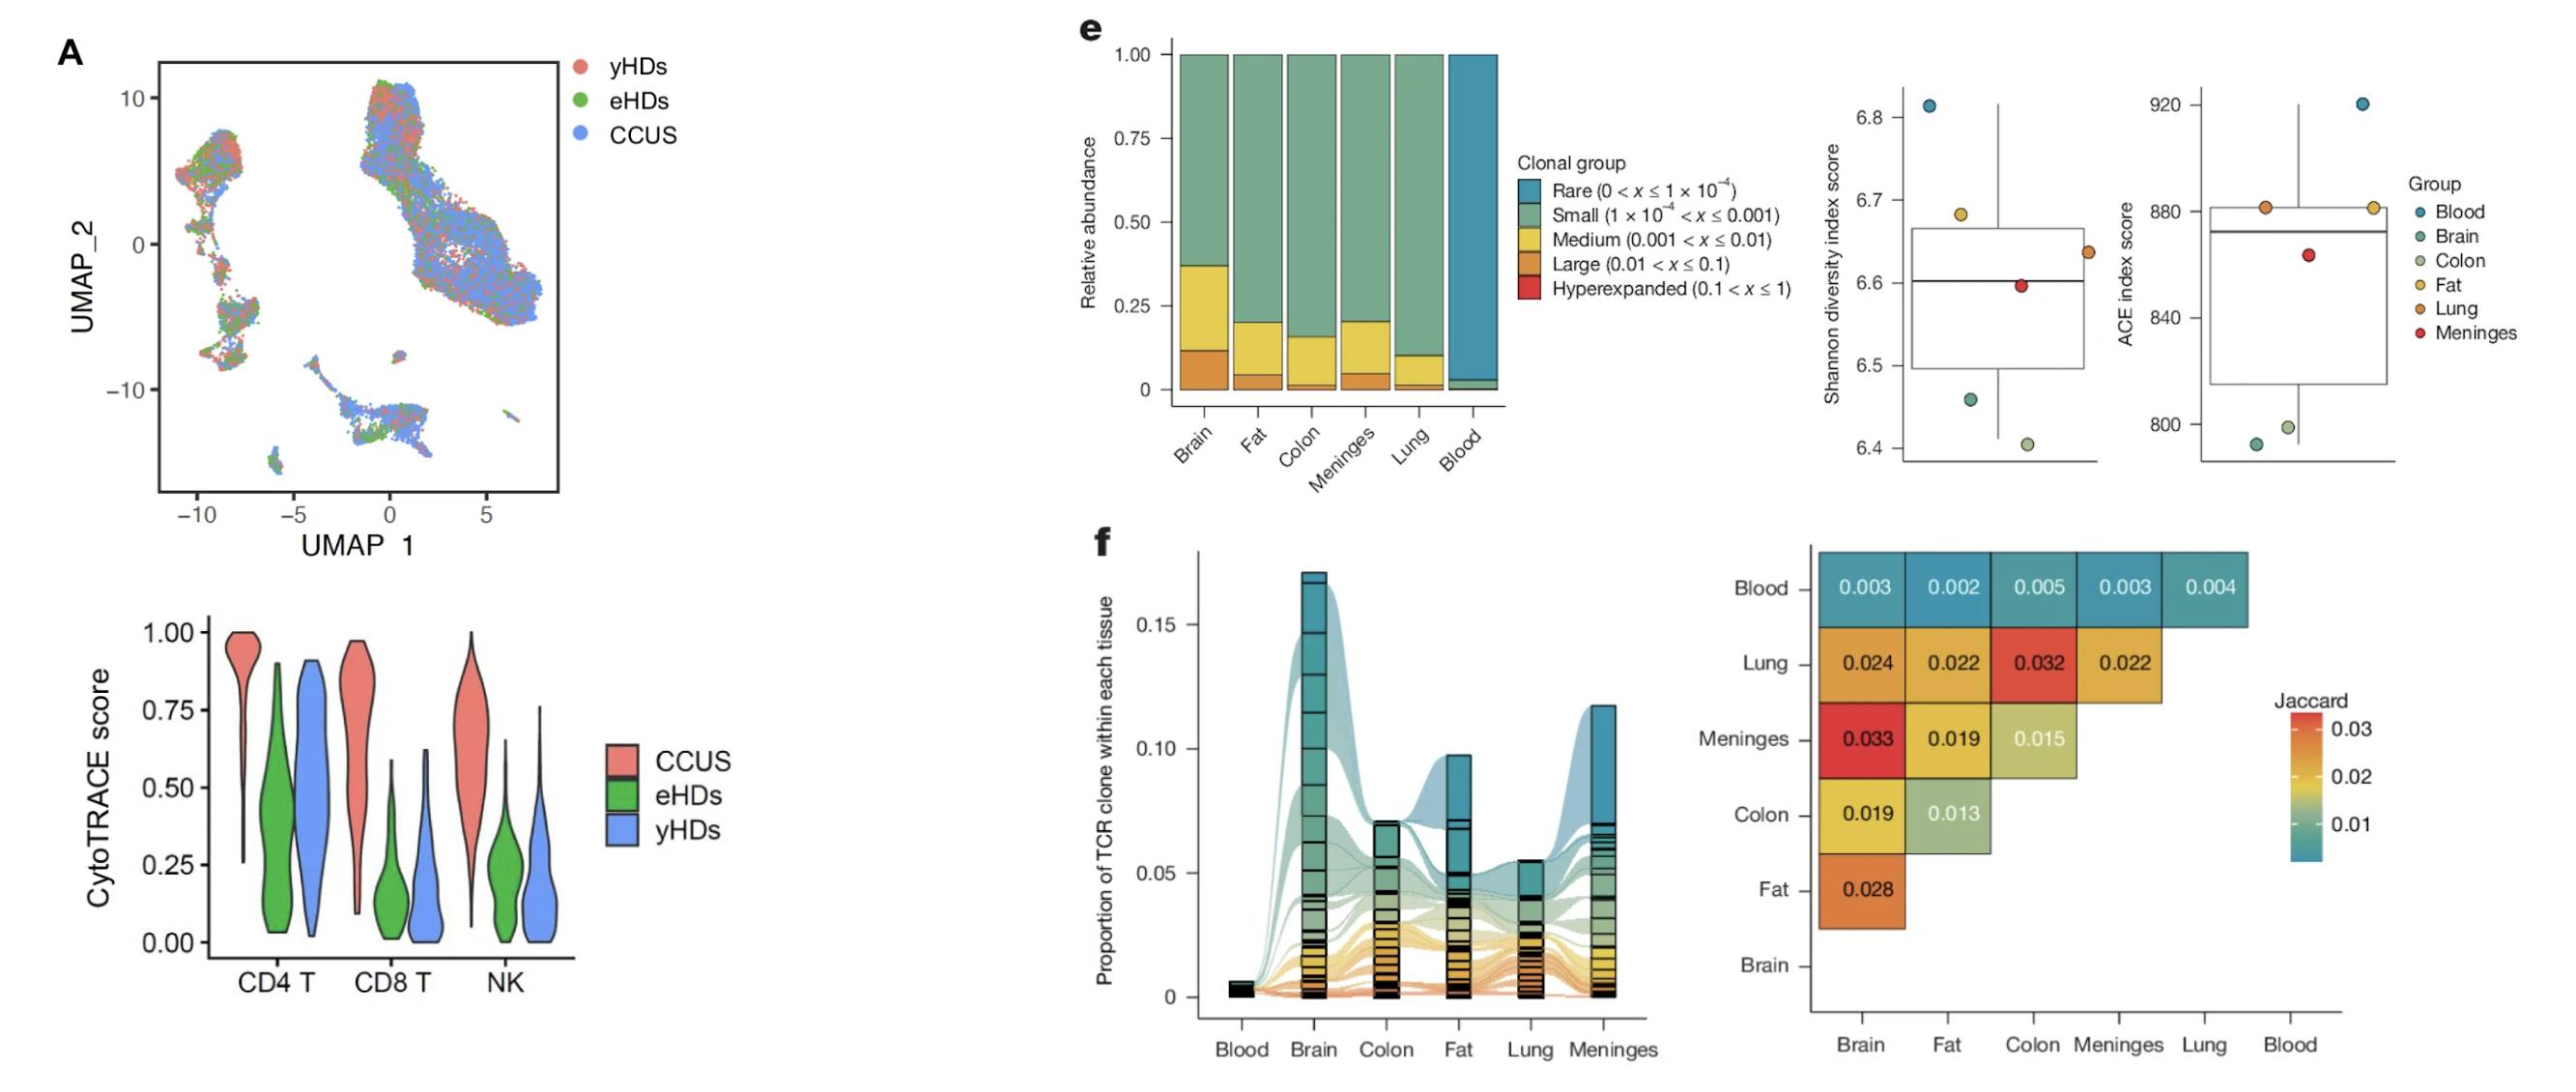 A
yHDs
eHDs
CCUS
10
0
−10
UMAP_2
−10 −5 0 5
UMAP 1
1.00
0.75
0.50
0.25
0.00
CytoTRACE score
CD4 T CD8 T NK
CCUS
eHDs
yHDs
e
1.00
0.75
0.50
0.25
0
Relative abundance
Brain Fat Colon Meninges Lung Blood
Clonal group
Rare (0 < x ≤ 1 × 10⁻⁴)
Small (1 × 10⁻⁴ < x ≤ 0.001)
Medium (0.001 < x ≤ 0.01)
Large (0.01 < x ≤ 0.1)
Hyperexpanded (0.1 < x ≤ 1)
Shannon diversity index score
6.8
6.7
6.6
6.5
6.4
ACE index score
920
880
840
800
Group
Blood
Brain
Colon
Fat
Lung
Meninges
f
Proportion of TCR clone within each tissue
0.15
0.10
0.05
0
Blood Brain Colon Fat Lung Meninges
Blood 0.003 0.002 0.005 0.003 0.004
Lung 0.024 0.022 0.032 0.022
Meninges 0.033 0.019 0.015
Colon 0.019 0.013
Fat 0.028
Brain
Brain Fat Colon Meninges Lung Blood
Jaccard
0.03
0.02
0.01